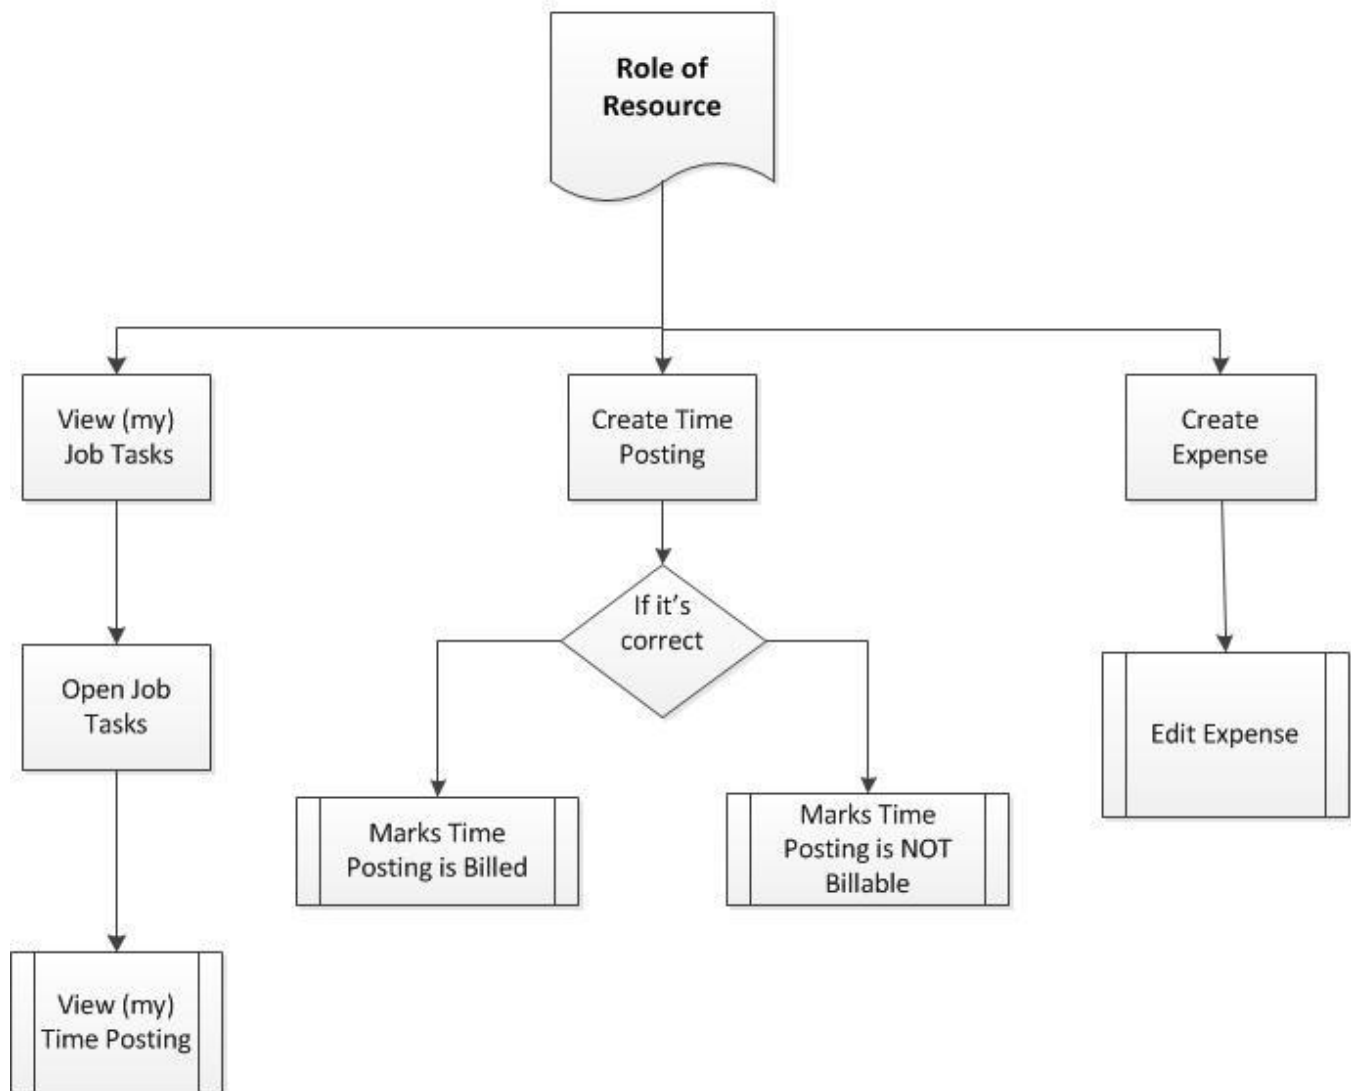 Role of
Resource
View (my)
Job Tasks
Create Time
Posting
Create
Expense
If it's
correct
Open Job
Tasks
Edit Expense
Marks Time
Posting is Billed
Marks Time
Posting is NOT
Billable
View (my)
Time Posting